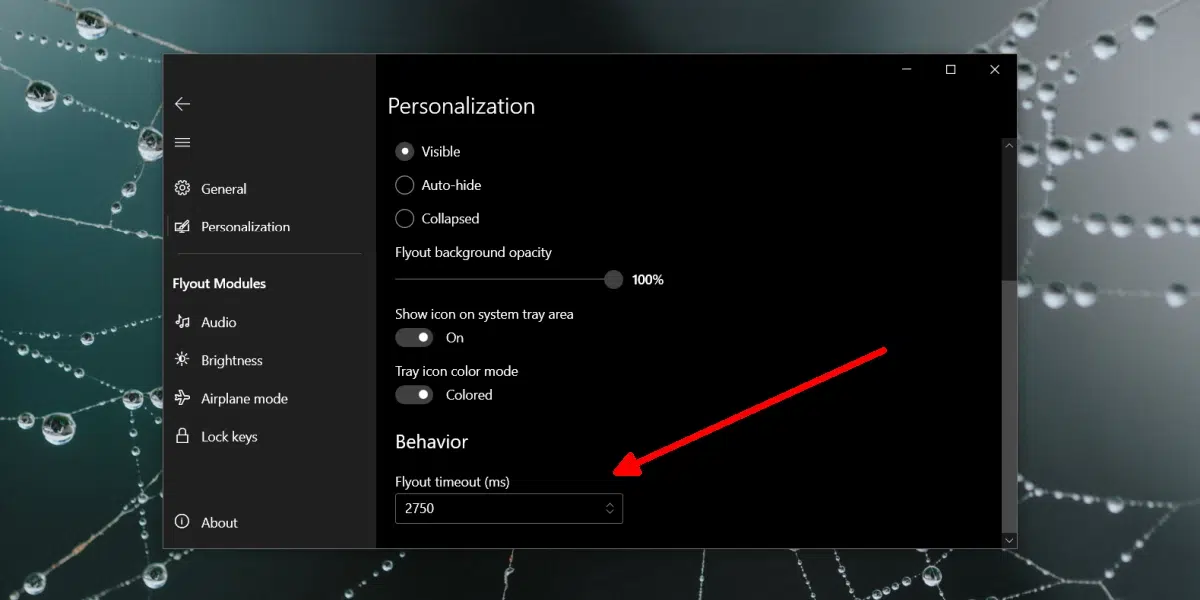 Personalization
General
Personalization
Flyout Modules
Audio
Brightness
Airplane mode
Lock keys
About
Visible
Auto-hide
Collapsed
Flyout background opacity
100%
Show icon on system tray area
On
Tray icon color mode
Colored
Behavior
Flyout timeout (ms)
2750